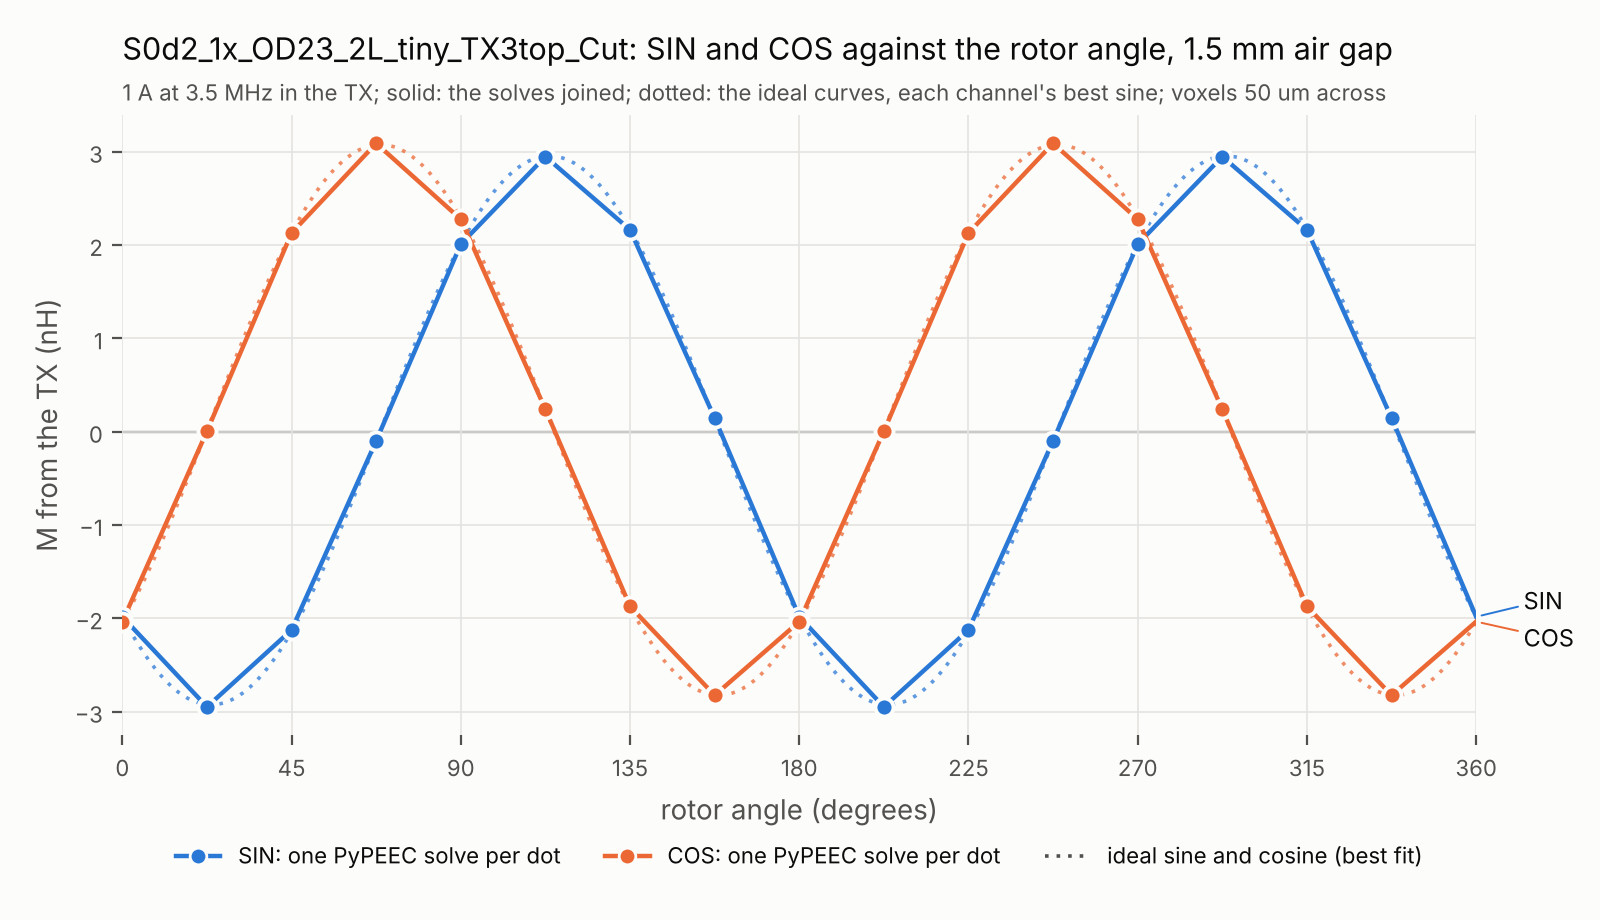 S0d2_1x_OD23_2L_tiny_TX3top_Cut: SIN and COS against the rotor angle, 1.5 mm air gap
1 A at 3.5 MHz in the TX; solid: the solves joined; dotted: the ideal curves, each channel's best sine; voxels 50 um across
M from the TX (nH)
3
2
1
0
−1
−2
−3
SIN
COS
0 45 90 135 180 225 270 315 360
rotor angle (degrees)
SIN: one PyPEEC solve per dot COS: one PyPEEC solve per dot ideal sine and cosine (best fit)